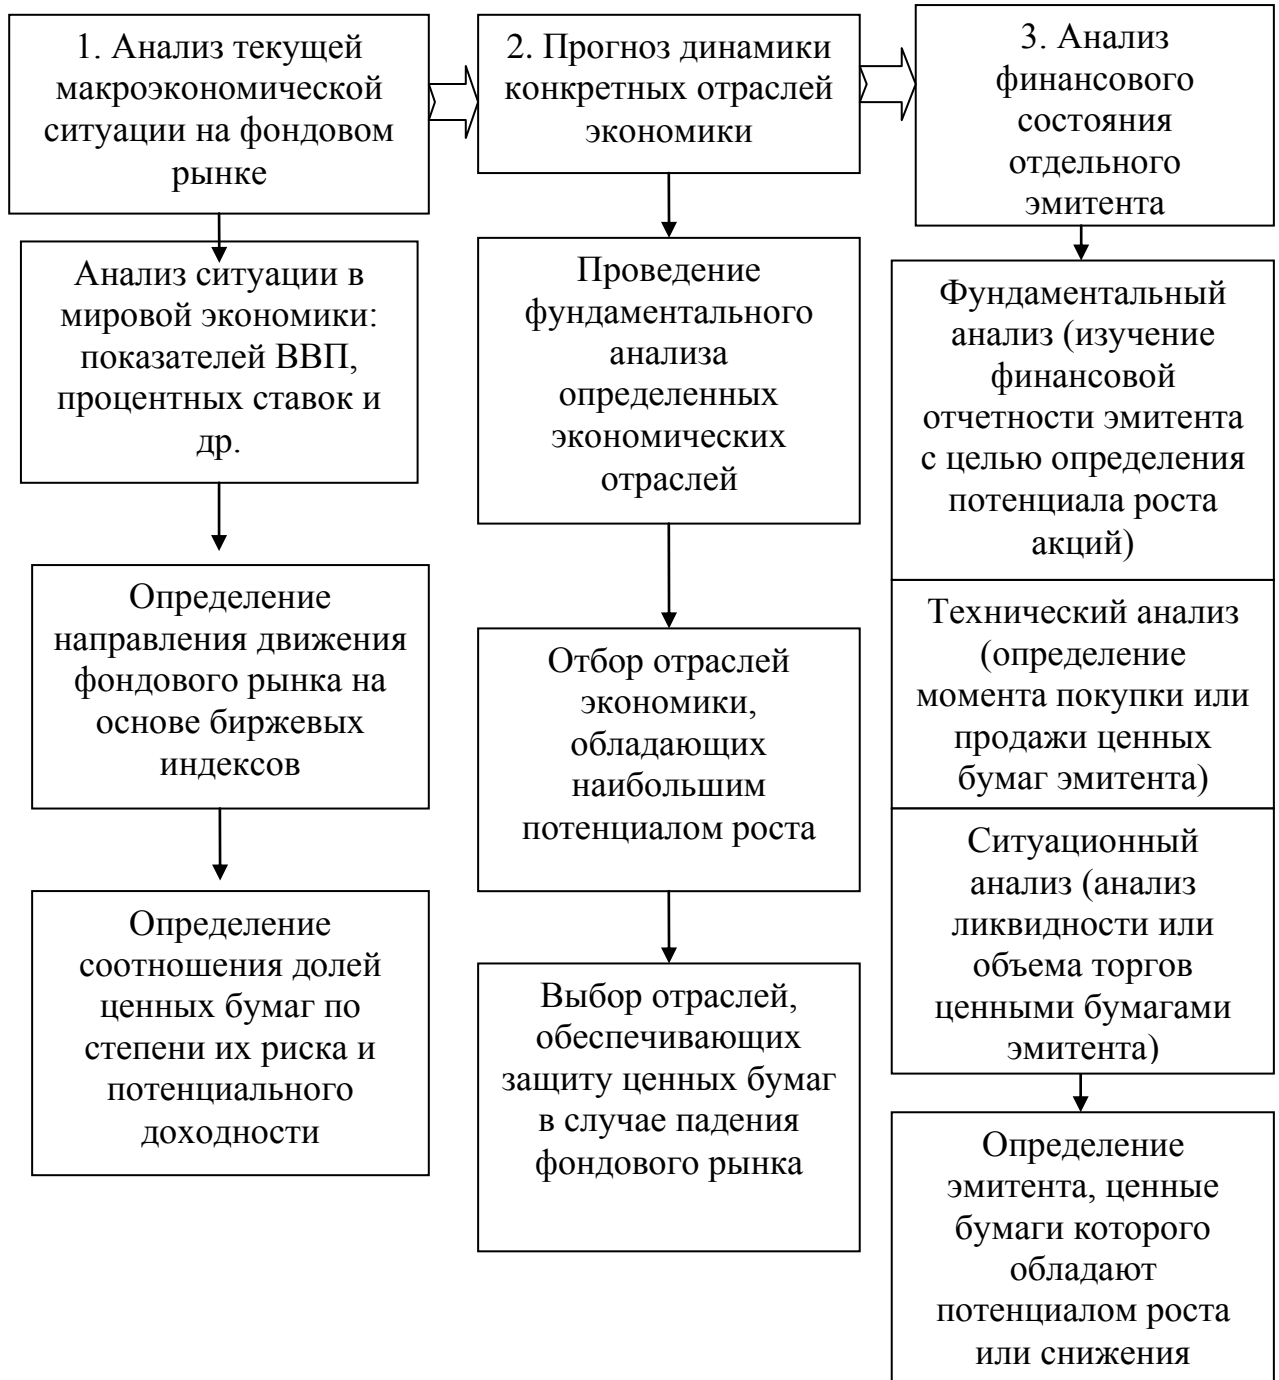 1. Анализ текущей
макроэкономической
ситуации на фондовом
рынке
Анализ ситуации в
мировой экономики:
показателей ВВП,
процентных ставок и
др.
Определение
направления движения
фондового рынка на
основе биржевых
индексов
Определение
соотношения долей
ценных бумаг по
степени их риска и
потенциального
доходности
2. Прогноз динамики
конкретных отраслей
экономики
Проведение
фундаментального
анализа
определенных
экономических
отраслей
Отбор отраслей
экономики,
обладающих
наибольшим
потенциалом роста
Выбор отраслей,
обеспечивающих
защиту ценных бумаг
в случае падения
фондового рынка
3. Анализ
финансового
состояния
отдельного
эмитента
Фундаментальный
анализ (изучение
финансовой
отчетности эмитента
с целью определения
потенциала роста
акций)
Технический анализ
(определение
момента покупки или
продажи ценных
бумаг эмитента)
Ситуационный
анализ (анализ
ликвидности или
объема торгов
ценными бумагами
эмитента)
Определение
эмитента, ценные
бумаги которого
обладают
потенциалом роста
или снижения